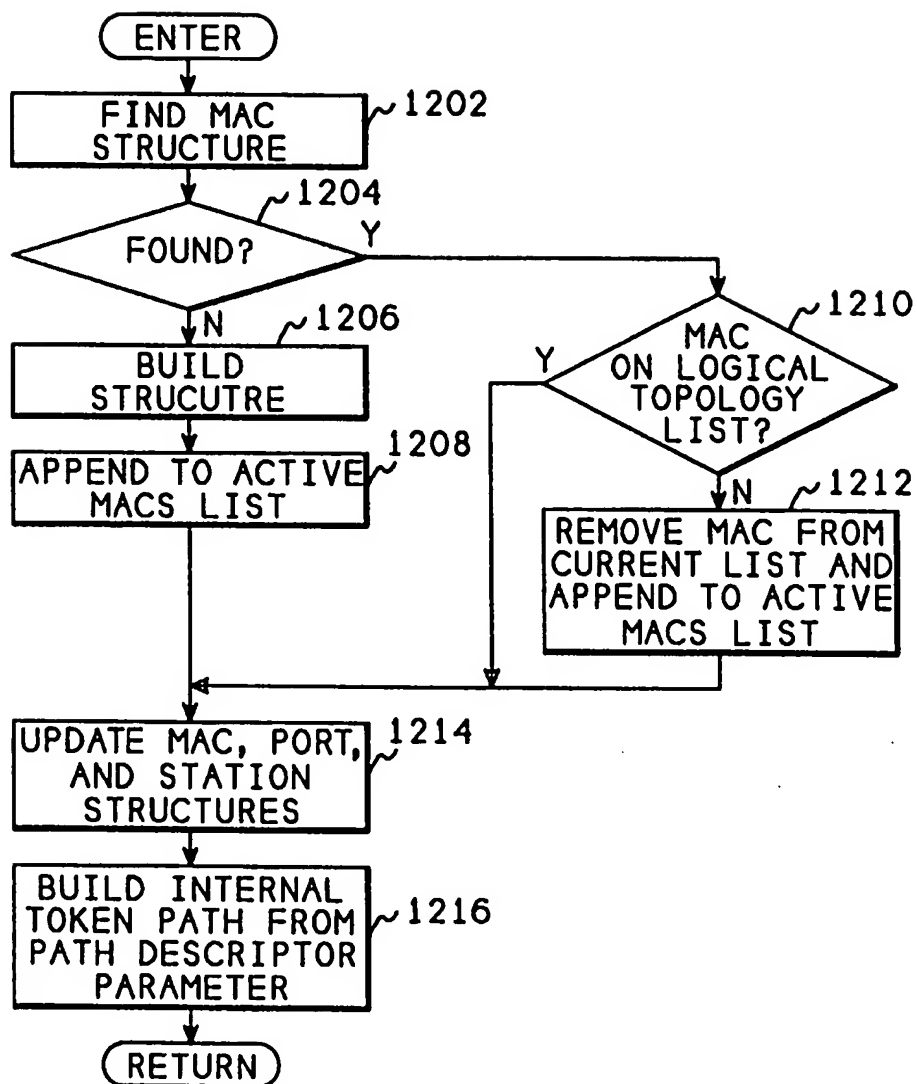 ENTER
FIND MAC
STRUCTURE
1202
1204
FOUND?
Y
N
1206
BUILD
STRUCUTRE
1208
APPEND TO ACTIVE
MACS LIST
1210
MAC
ON LOGICAL
TOPOLOGY
LIST?
Y
N
1212
REMOVE MAC FROM
CURRENT LIST AND
APPEND TO ACTIVE
MACS LIST
UPDATE MAC, PORT,
AND STATION
STRUCTURES
1214
BUILD INTERNAL
TOKEN PATH FROM
PATH DESCRIPTOR
PARAMETER
1216
RETURN